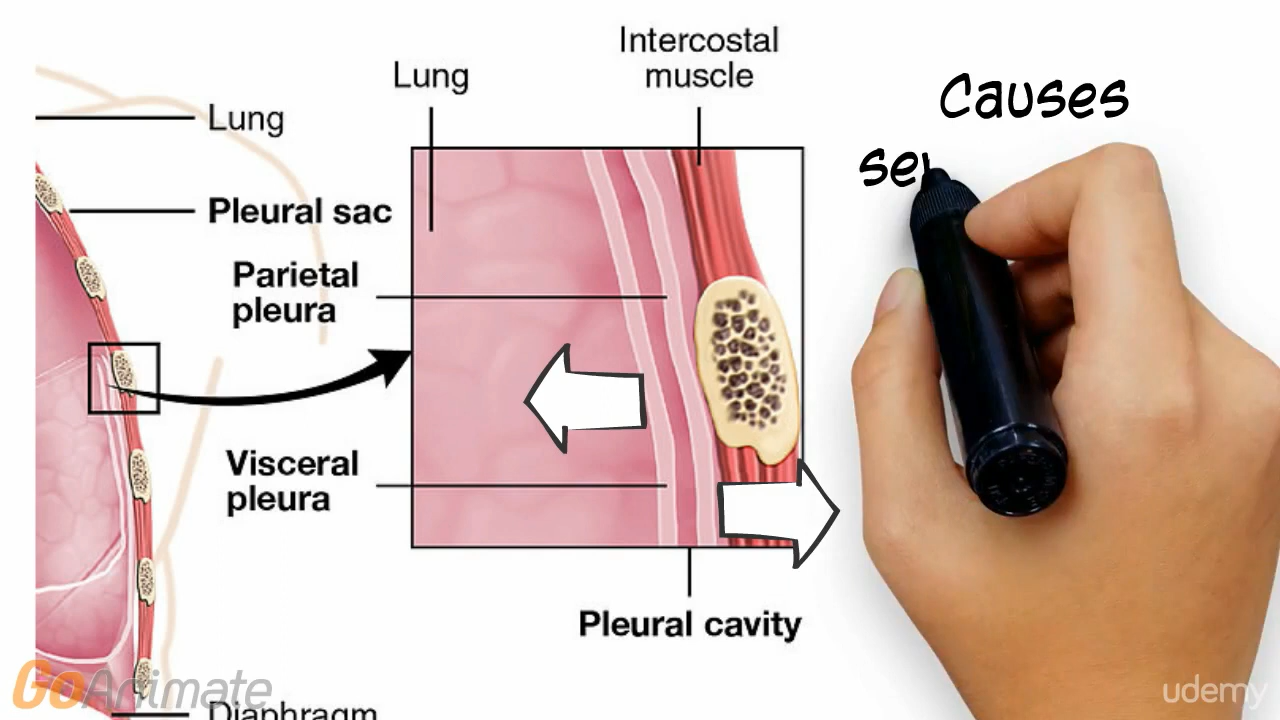 Intercostal
muscle
Lung
Causes
Lung
Pleural sac
Parietal
pleura
Visceral
pleura
Pleural cavity
GoAnimate
udemy
Diaphragm